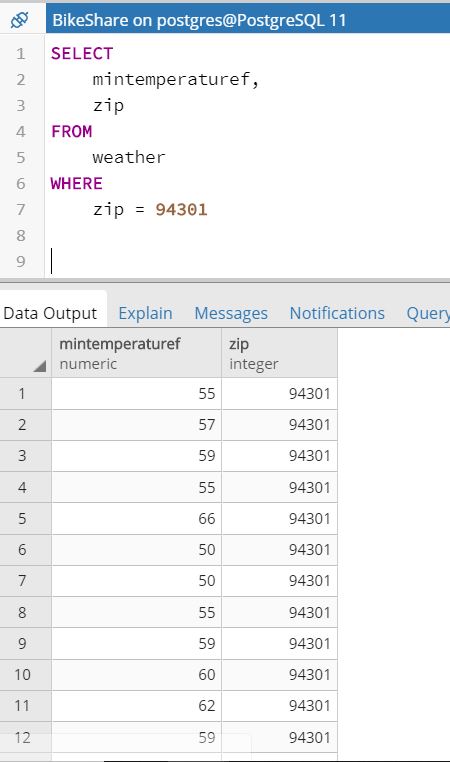 BikeShare on postgres@PostgreSQL 11
1 SELECT
2 mintemperaturef,
3 zip
4 FROM
5 weather
6 WHERE
7 zip = 94301
8
9
Data Output Explain Messages Notifications Query
mintemperaturef zip
numeric integer
1 55 94301
2 57 94301
3 59 94301
4 55 94301
5 66 94301
6 50 94301
7 50 94301
8 55 94301
9 59 94301
10 60 94301
11 62 94301
12 59 94301